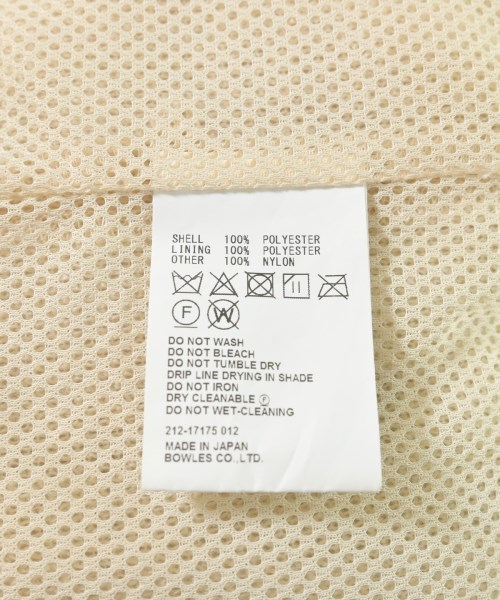 SHELL 100% POLYESTER
LINING 100% POLYESTER
OTHER 100% NYLON
F W
DO NOT WASH
DO NOT BLEACH
DO NOT TUMBLE DRY
DRIP LINE DRYING IN SHADE
DO NOT IRON
DRY CLEANABLE Ⓕ
DO NOT WET-CLEANING
212-17175 012
MADE IN JAPAN
BOWLES CO.,LTD.